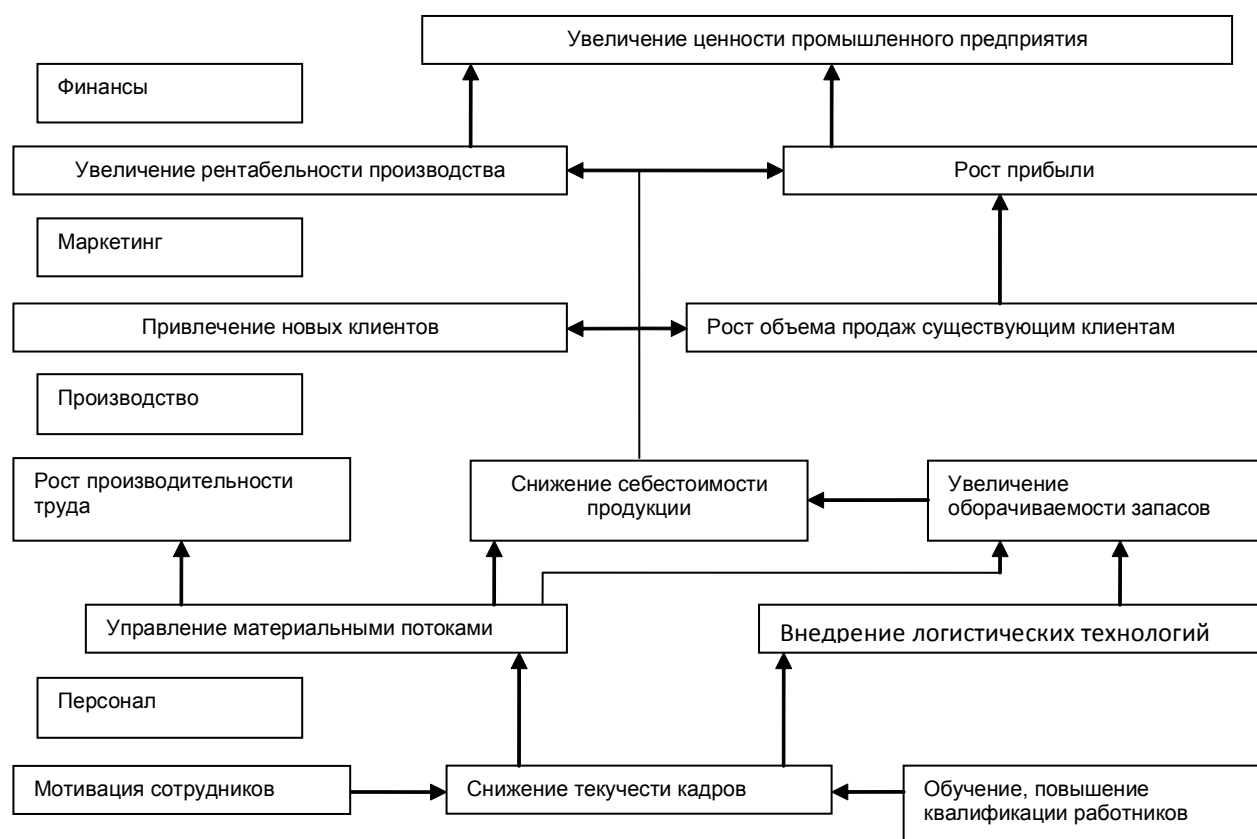 Увеличение ценности промышленного предприятия
Финансы
Увеличение рентабельности производства
Рост прибыли
Маркетинг
Привлечение новых клиентов
Рост объема продаж существующим клиентам
Производство
Рост производительности
труда
Снижение себестоимости
продукции
Увеличение
оборачиваемости запасов
Управление материальными потоками
Внедрение логистических технологий
Персонал
Мотивация сотрудников
Снижение текучести кадров
Обучение, повышение
квалификации работников